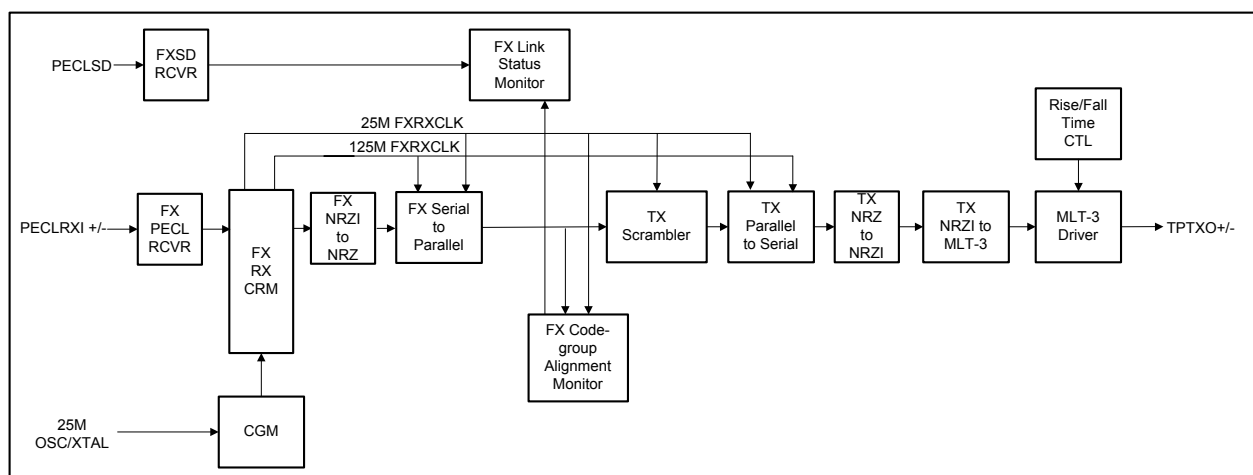 PECLSD
FXSD
RCVR
FX Link
Status
Monitor
Rise/Fall
Time
CTL
25M FXRXCLK
125M FXRXCLK
PECLRXI +/-
FX
PECL
RCVR
FX
RX
CRM
FX
NRZI
to
NRZ
FX Serial
to
Parallel
TX
Scrambler
TX
Parallel
to Serial
TX
NRZ
to
NRZI
TX
NRZI to
MLT-3
MLT-3
Driver
TPTXO+/-
FX Code-
group
Alignment
Monitor
25M
OSC/XTAL
CGM